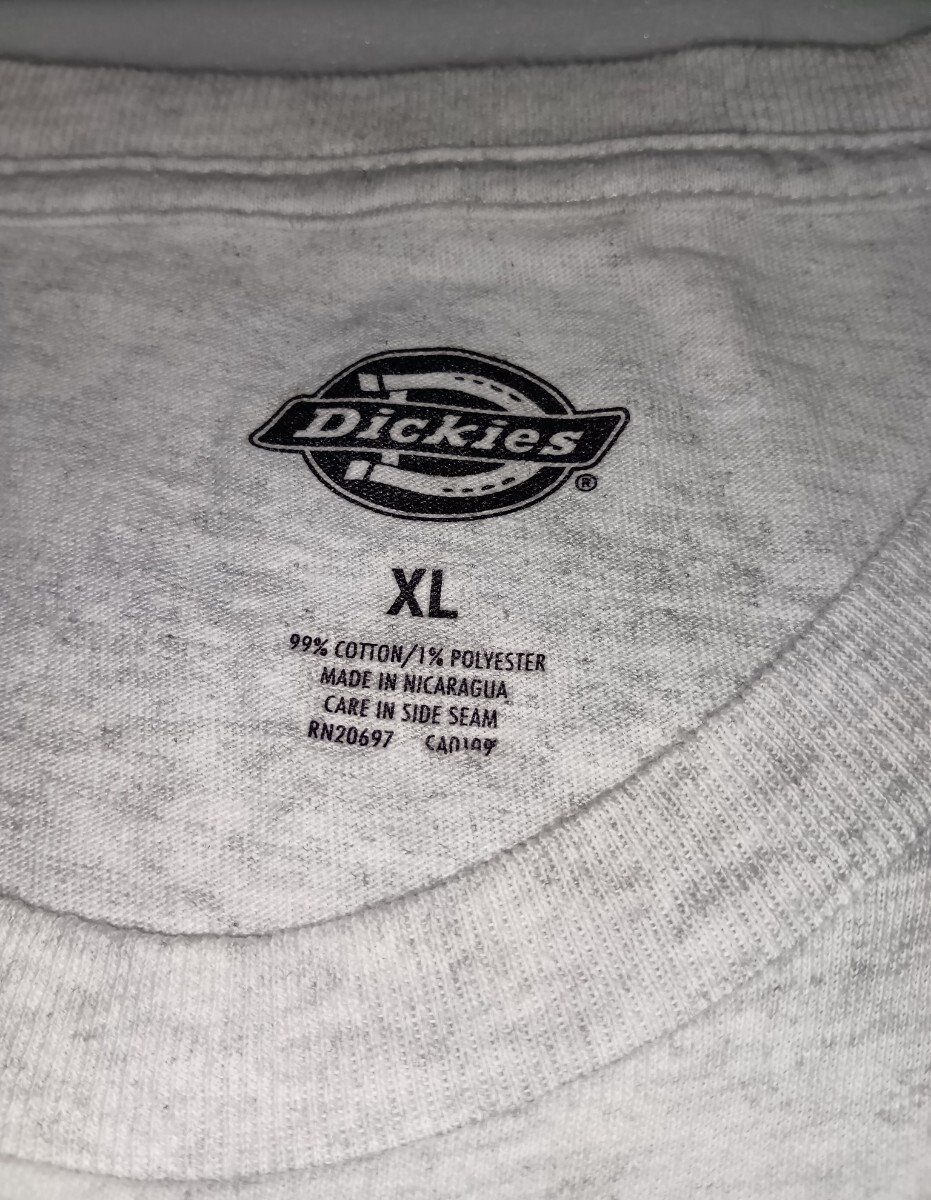 Dickies
®
XL
99% COTTON/1% POLYESTER
MADE IN NICARAGUA
CARE IN SIDE SEAM
RN20697